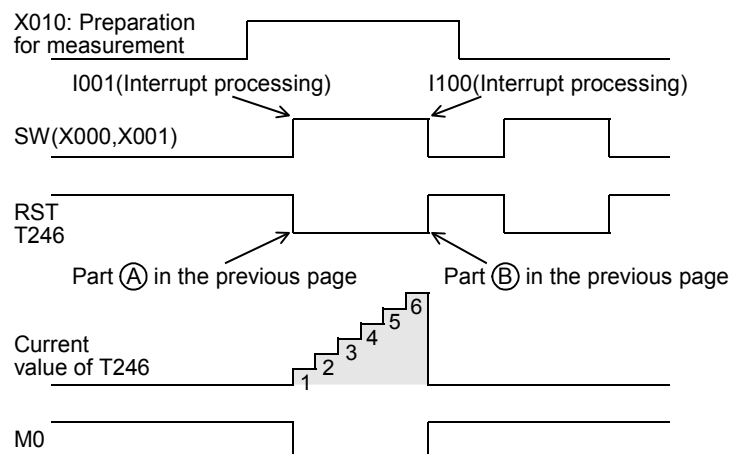 X010: Preparation
for measurement
I001(Interrupt processing)
I100(Interrupt processing)
SW(X000,X001)
RST
T246
Part Ⓐ in the previous page
Part Ⓑ in the previous page
Current
value of T246
1
2
3
4
5
6
M0